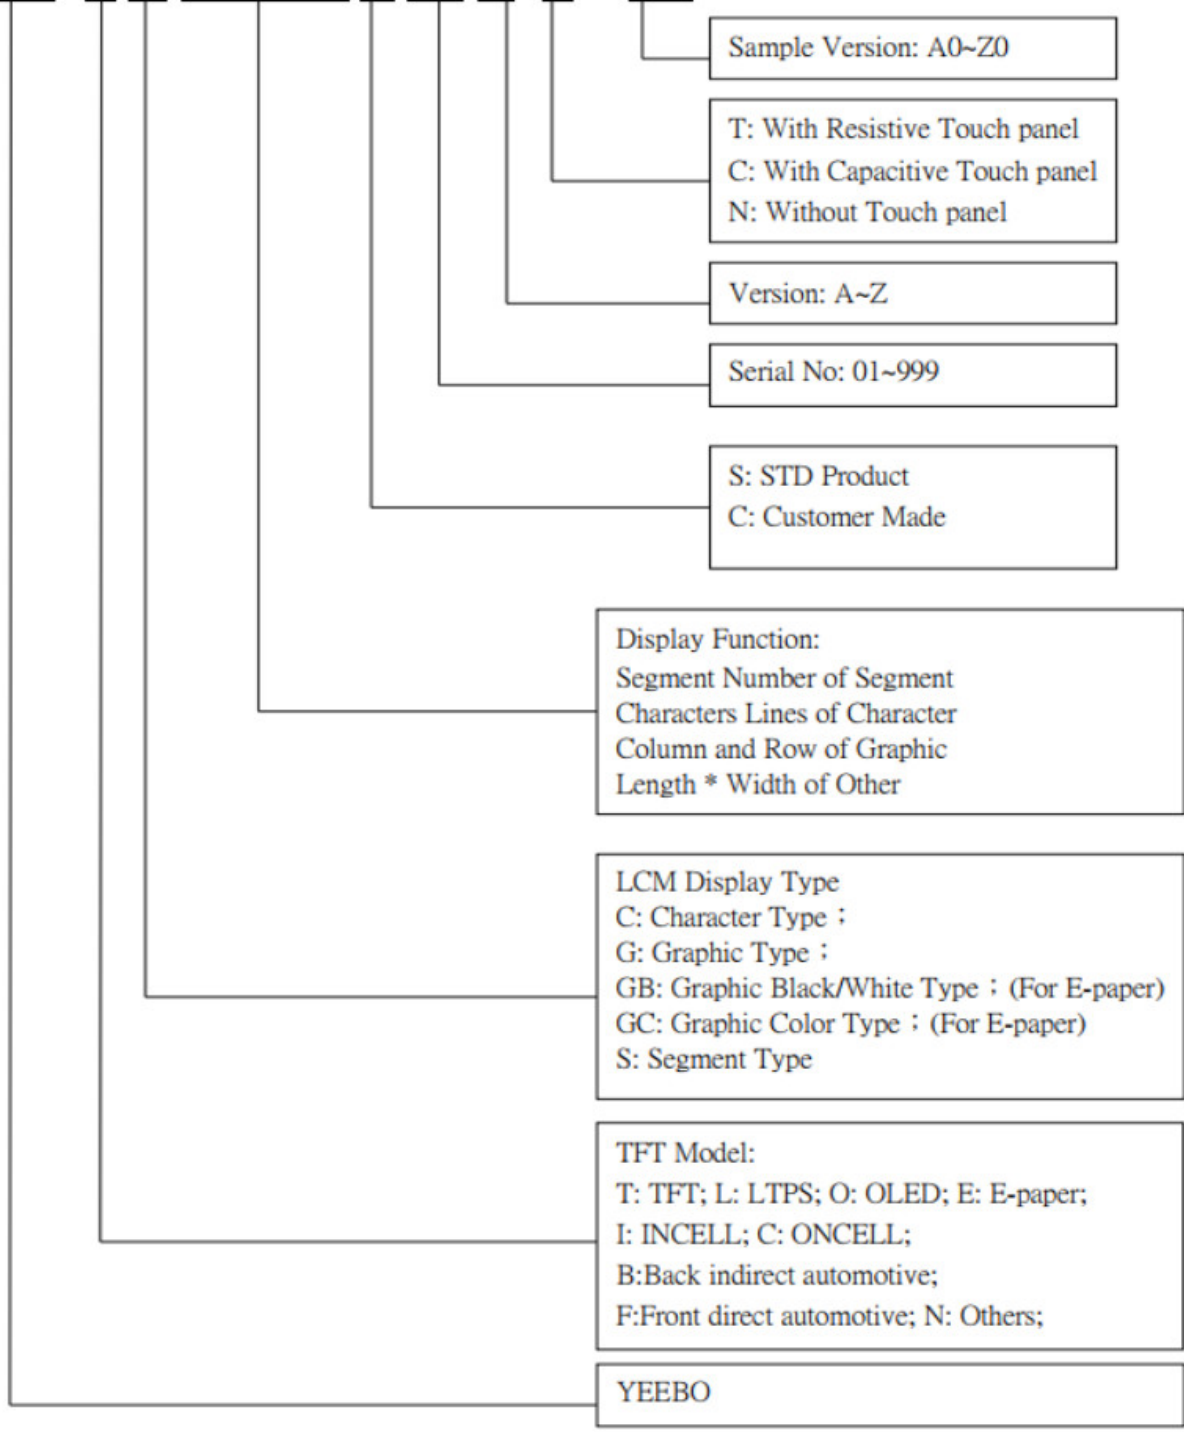 Sample Version: A0~Z0
T: With Resistive Touch panel
C: With Capacitive Touch panel
N: Without Touch panel
Version: A~Z
Serial No: 01~999
S: STD Product
C: Customer Made
Display Function:
Segment Number of Segment
Characters Lines of Character
Column and Row of Graphic
Length * Width of Other
LCM Display Type
C: Character Type；
G: Graphic Type；
GB: Graphic Black/White Type；(For E-paper)
GC: Graphic Color Type；(For E-paper)
S: Segment Type
TFT Model:
T: TFT; L: LTPS; O: OLED; E: E-paper;
I: INCELL; C: ONCELL;
B:Back indirect automotive;
F:Front direct automotive; N: Others;
YEEBO